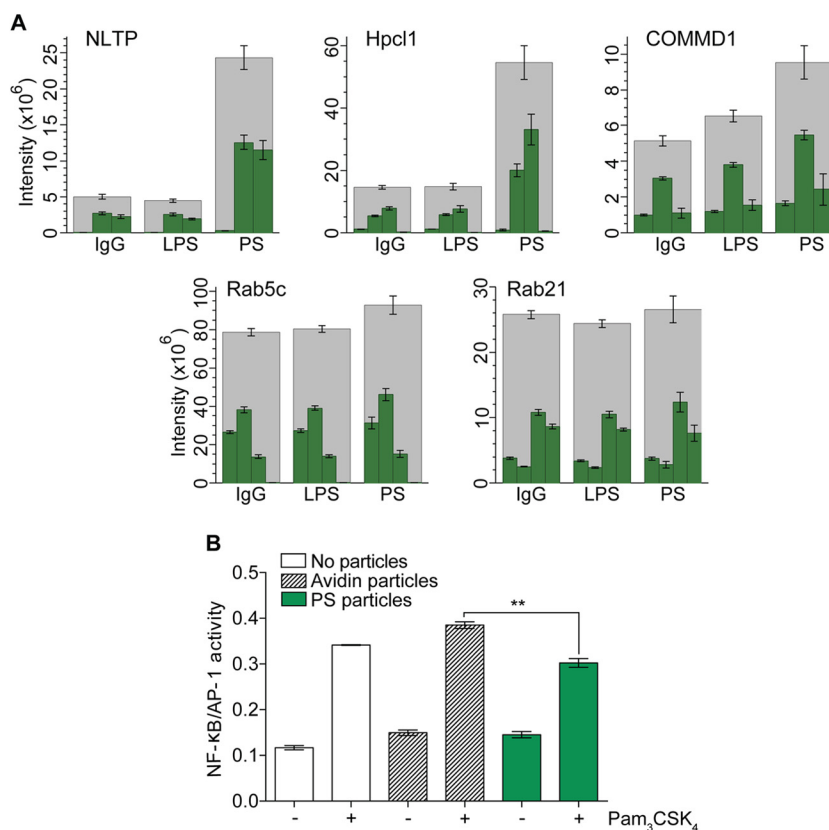 A
NLTP
Hpcl1
COMMD1
Intensity (x10⁶)
25
20
15
10
5
0
60
40
20
0
10
8
6
4
2
0
IgG LPS PS
IgG LPS PS
IgG LPS PS
Rab5c
Rab21
Intensity (x10⁶)
100
80
60
40
20
0
30
20
10
0
IgG LPS PS
IgG LPS PS
B
No particles
Avidin particles
PS particles
**
NF-κB/AP-1 activity
0.5
0.4
0.3
0.2
0.1
0.0
- + - + - + Pam₃CSK₄